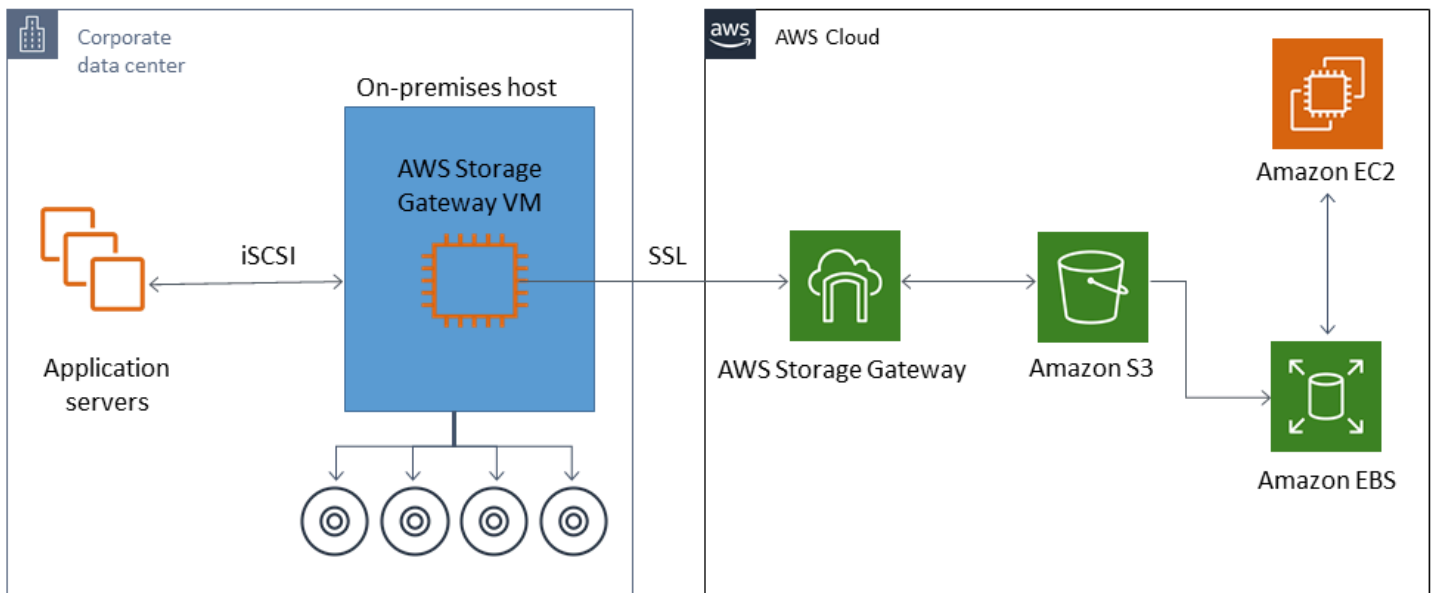 Corporate
data center
On-premises host
AWS Storage
Gateway VM
iSCSI
Application
servers
SSL
aws
AWS Cloud
Amazon EC2
AWS Storage Gateway
Amazon S3
Amazon EBS